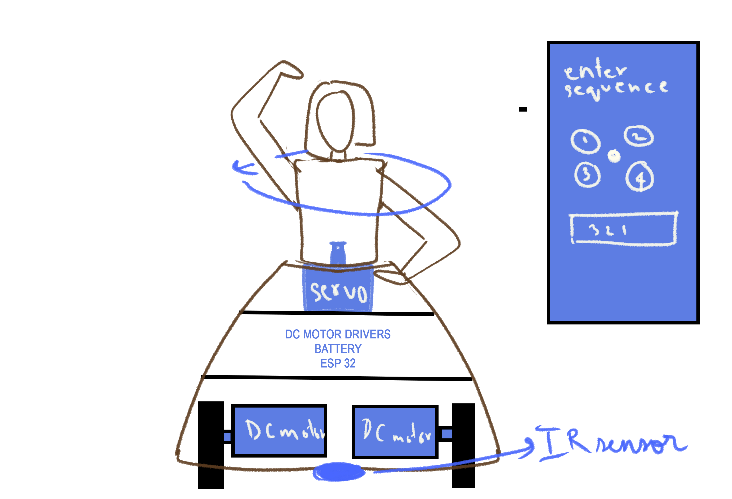 enter
sequence
1 2
3 4
3 2 1
servo
DC MOTOR DRIVERS
BATTERY
ESP 32
DC motor
DC motor
IR sensor